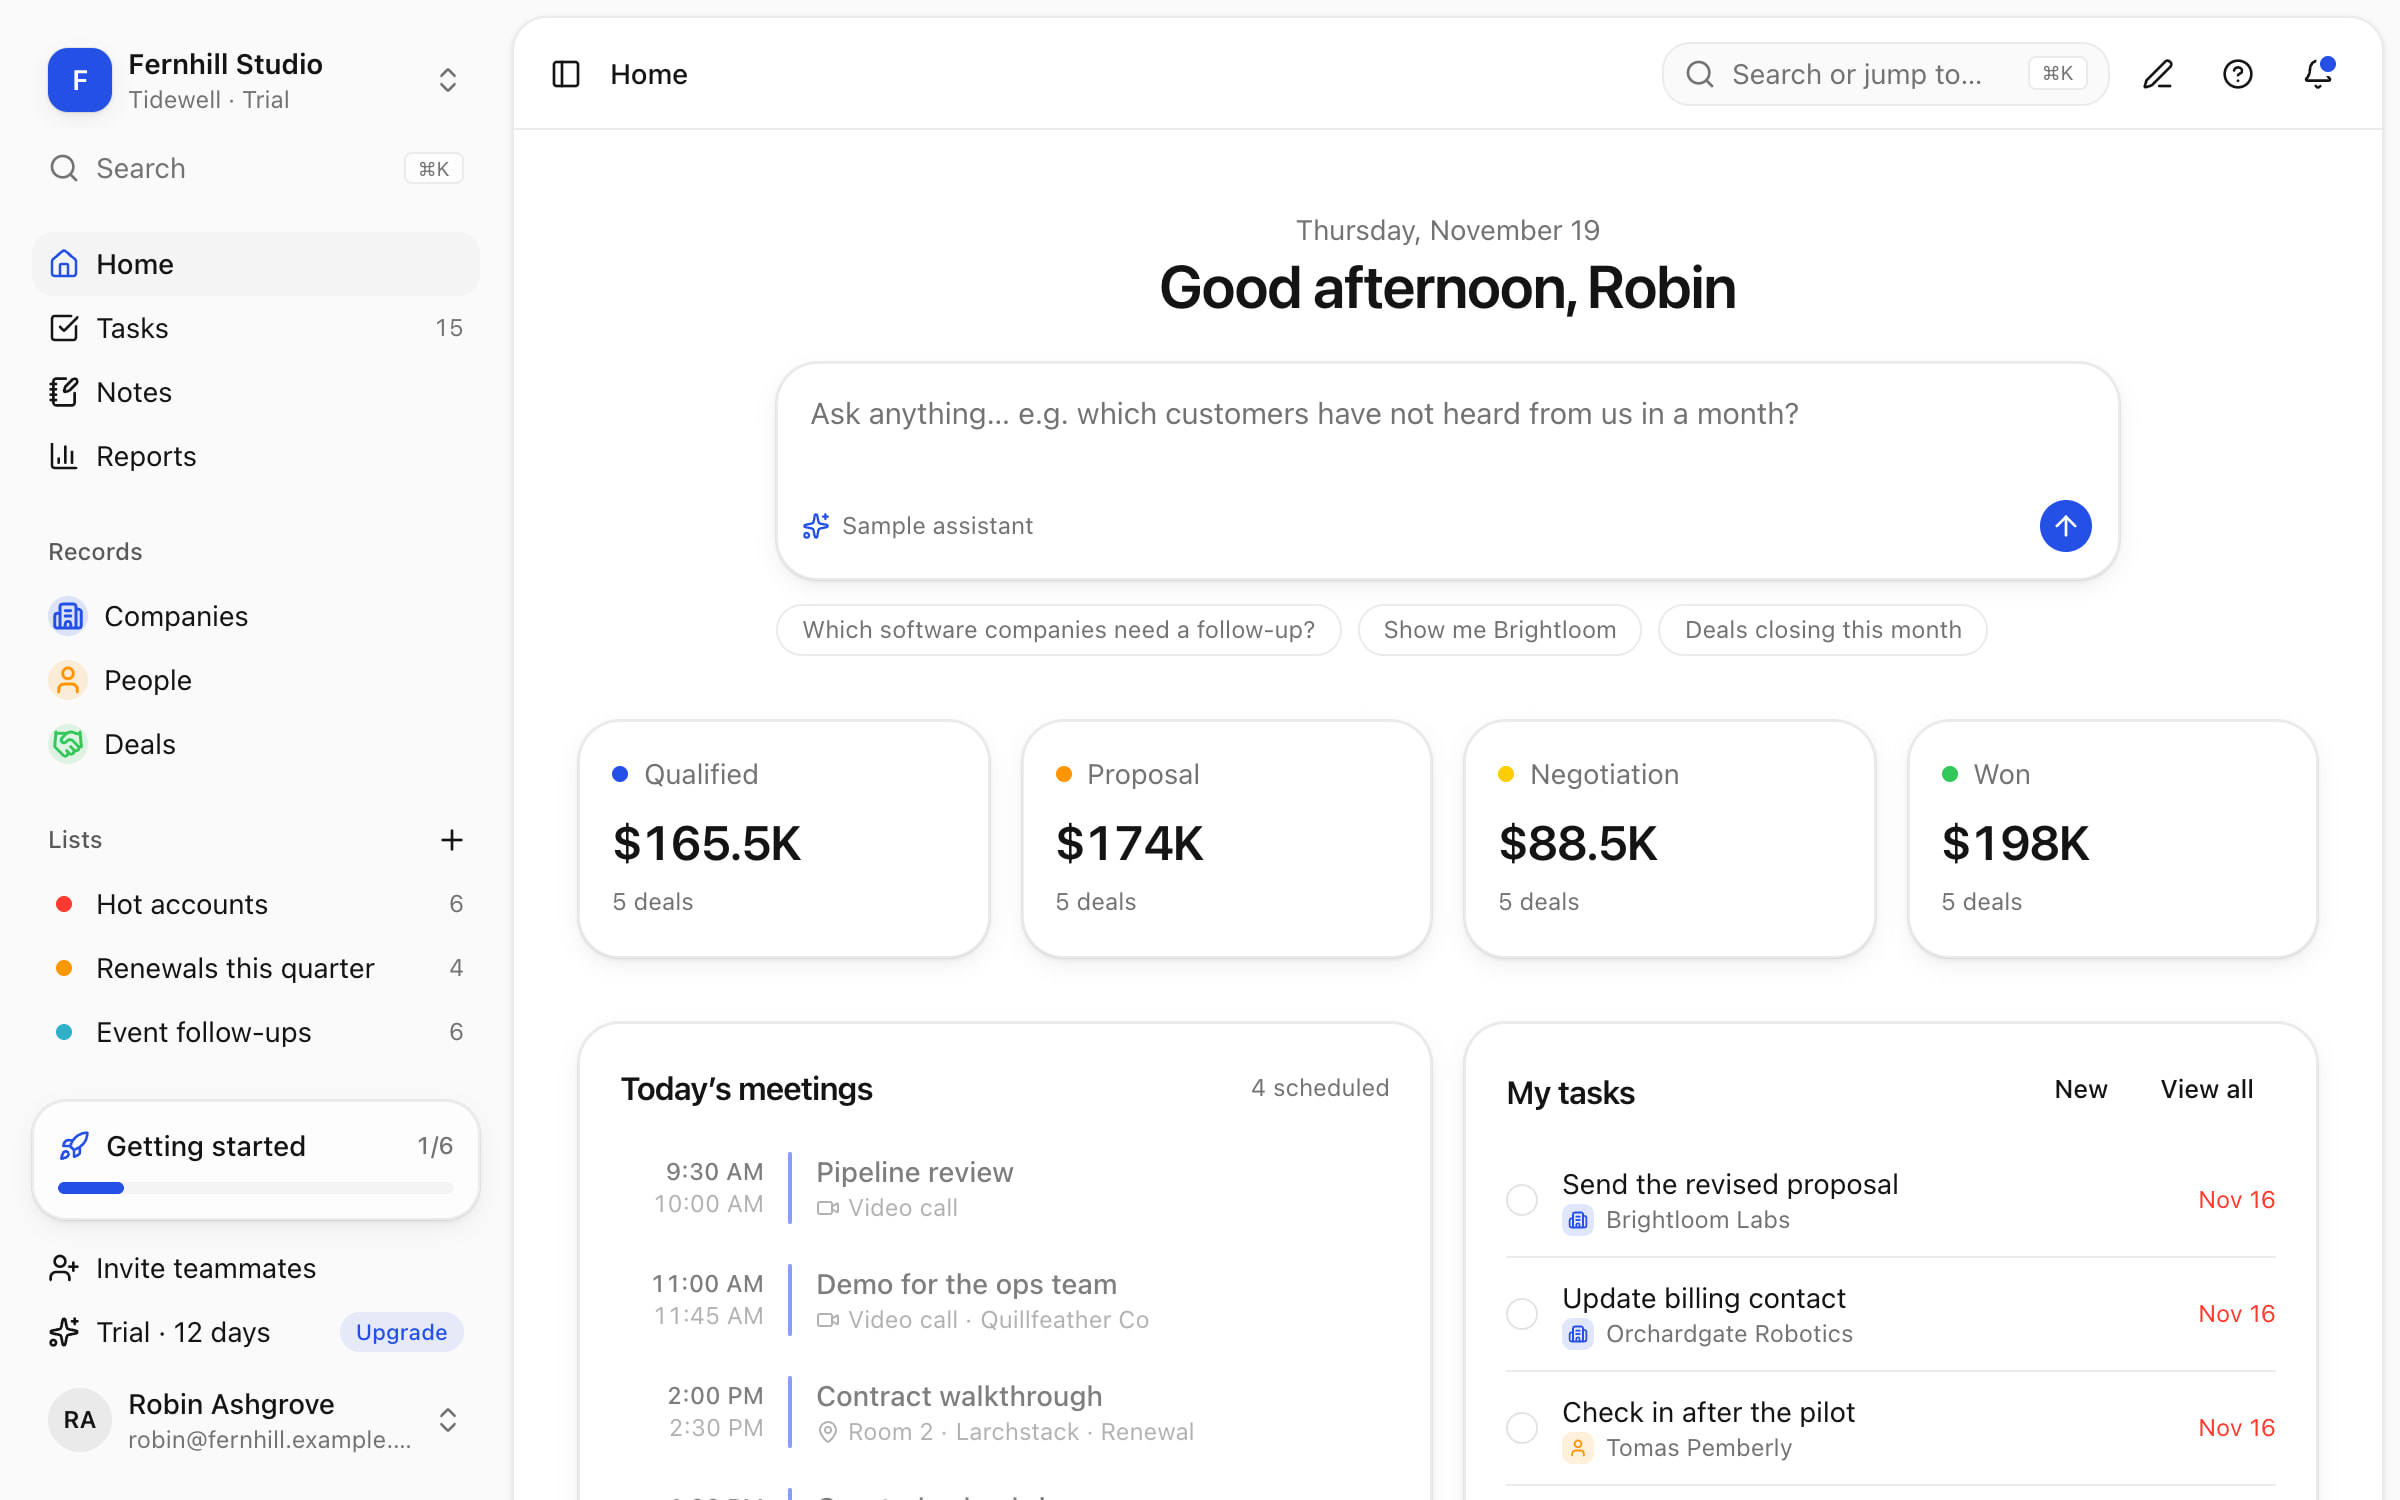 F
Fernhill Studio
Tidewell · Trial
Search
⌘K
Home
Tasks
15
Notes
Reports
Records
Companies
People
Deals
Lists
Hot accounts
6
Renewals this quarter
4
Event follow-ups
6
Getting started
1/6
Invite teammates
Trial · 12 days
Upgrade
RA
Robin Ashgrove
robin@fernhill.example....
Home
Search or jump to...
⌘K
Thursday, November 19
Good afternoon, Robin
Ask anything... e.g. which customers have not heard from us in a month?
Sample assistant
Which software companies need a follow-up?
Show me Brightloom
Deals closing this month
Qualified
$165.5K
5 deals
Proposal
$174K
5 deals
Negotiation
$88.5K
5 deals
Won
$198K
5 deals
Today’s meetings
4 scheduled
9:30 AM
10:00 AM
Pipeline review
Video call
11:00 AM
11:45 AM
Demo for the ops team
Video call · Quillfeather Co
2:00 PM
2:30 PM
Contract walkthrough
Room 2 · Larchstack · Renewal
My tasks
New
View all
Send the revised proposal
Brightloom Labs
Nov 16
Update billing contact
Orchardgate Robotics
Nov 16
Check in after the pilot
Tomas Pemberly
Nov 16